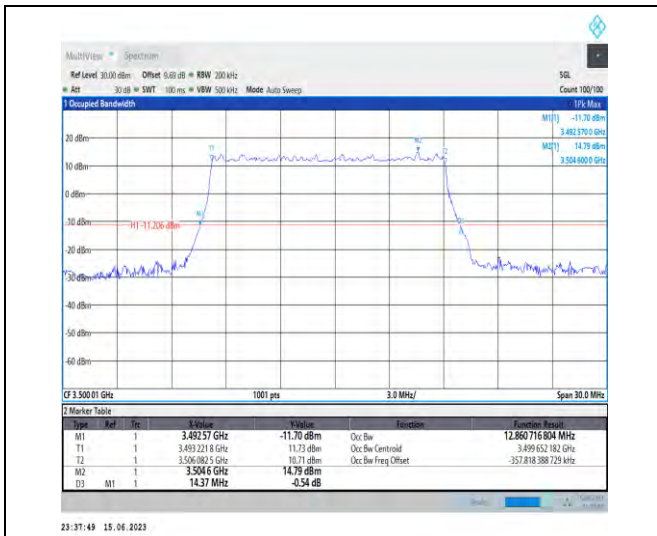 MultiView Spectrum
Ref Level 30.00 dBm Offset 9.69 dB RBW 200 kHz SGL
Att 30 dB SWT 100 ms VBW 500 kHz Mode Auto Sweep Count 100/100
1 Occupied Bandwidth 1Pk Max
M1[1] -11.70 dBm
3.492570 0 GHz
M2[1] 14.79 dBm
3.504600 0 GHz
20 dBm
T1
M2
T2
10 dBm
0 dBm
-10 dBm
M1
H1 -11.206 dBm
-20 dBm
-30 dBm
-40 dBm
-50 dBm
-60 dBm
CF 3.500 01 GHz 1001 pts 3.0 MHz/ Span 30.0 MHz
2 Marker Table
Type Ref Trc X-Value Y-Value Function Function Result
M1 1 3.492 57 GHz -11.70 dBm Occ Bw 12.860 716 804 MHz
T1 1 3.493 221 8 GHz 11.73 dBm Occ Bw Centroid 3.499 652 182 GHz
T2 1 3.506 082 5 GHz 10.71 dBm Occ Bw Freq Offset -357.818 388 729 kHz
M2 1 3.504 6 GHz 14.79 dBm
D3 M1 1 14.37 MHz -0.54 dB
23:37:49 15.06.2023